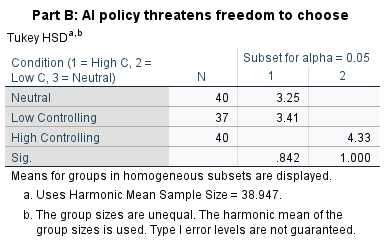 Part B: AI policy threatens freedom to choose
Tukey HSDa,b
Condition (1 = High C, 2 = Low C, 3 = Neutral) N Subset for alpha = 0.05
1 2
Neutral 40 3.25
Low Controlling 37 3.41
High Controlling 40 4.33
Sig. .842 1.000
Means for groups in homogeneous subsets are displayed.
a. Uses Harmonic Mean Sample Size = 38.947.
b. The group sizes are unequal. The harmonic mean of the
group sizes is used. Type I error levels are not guaranteed.